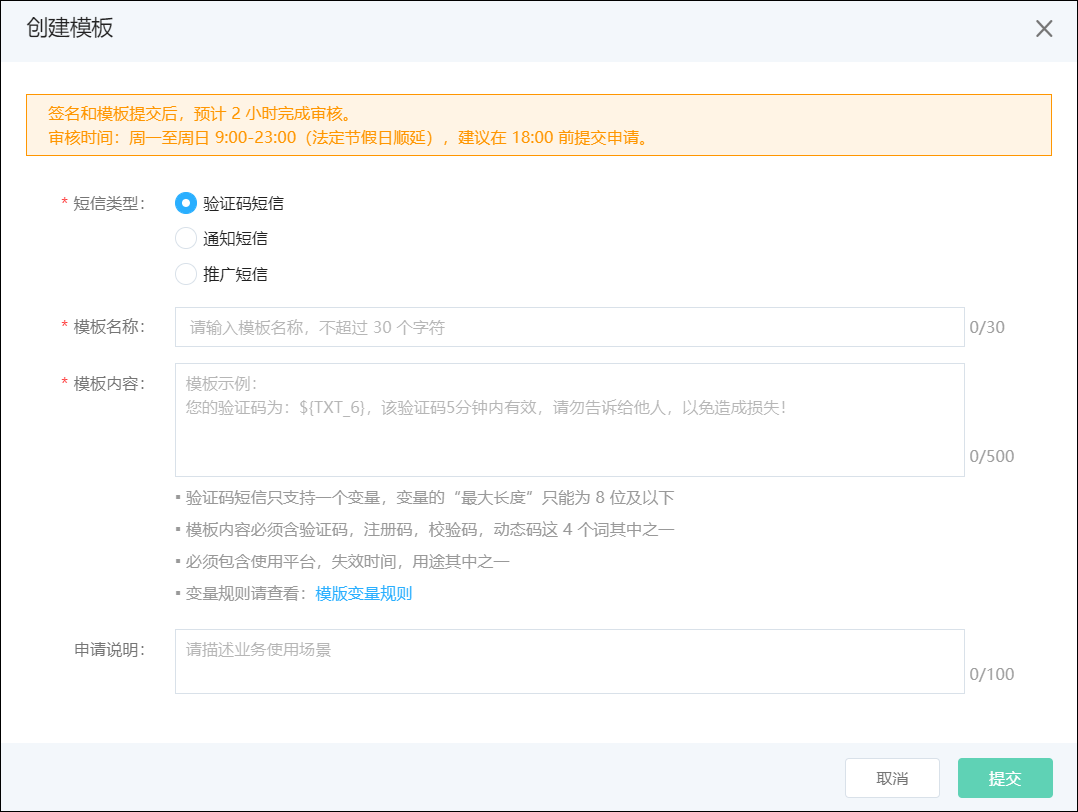 创建模板
签名和模板提交后，预计 2 小时完成审核。
审核时间：周一至周日 9:00-23:00（法定节假日顺延），建议在 18:00 前提交申请。
* 短信类型： 验证码短信
通知短信
推广短信
* 模板名称： 请输入模板名称，不超过 30 个字符 0/30
* 模板内容： 模板示例：
您的验证码为：${TXT_6}，该验证码5分钟内有效，请勿告诉给他人，以免造成损失！
0/500
▪ 验证码短信只支持一个变量，变量的“最大长度”只能为 8 位及以下
▪ 模板内容必须含验证码，注册码，校验码，动态码这 4 个词其中之一
▪ 必须包含使用平台，失效时间，用途其中之一
▪ 变量规则请查看：模版变量规则
申请说明： 请描述业务使用场景
0/100
取消 提交